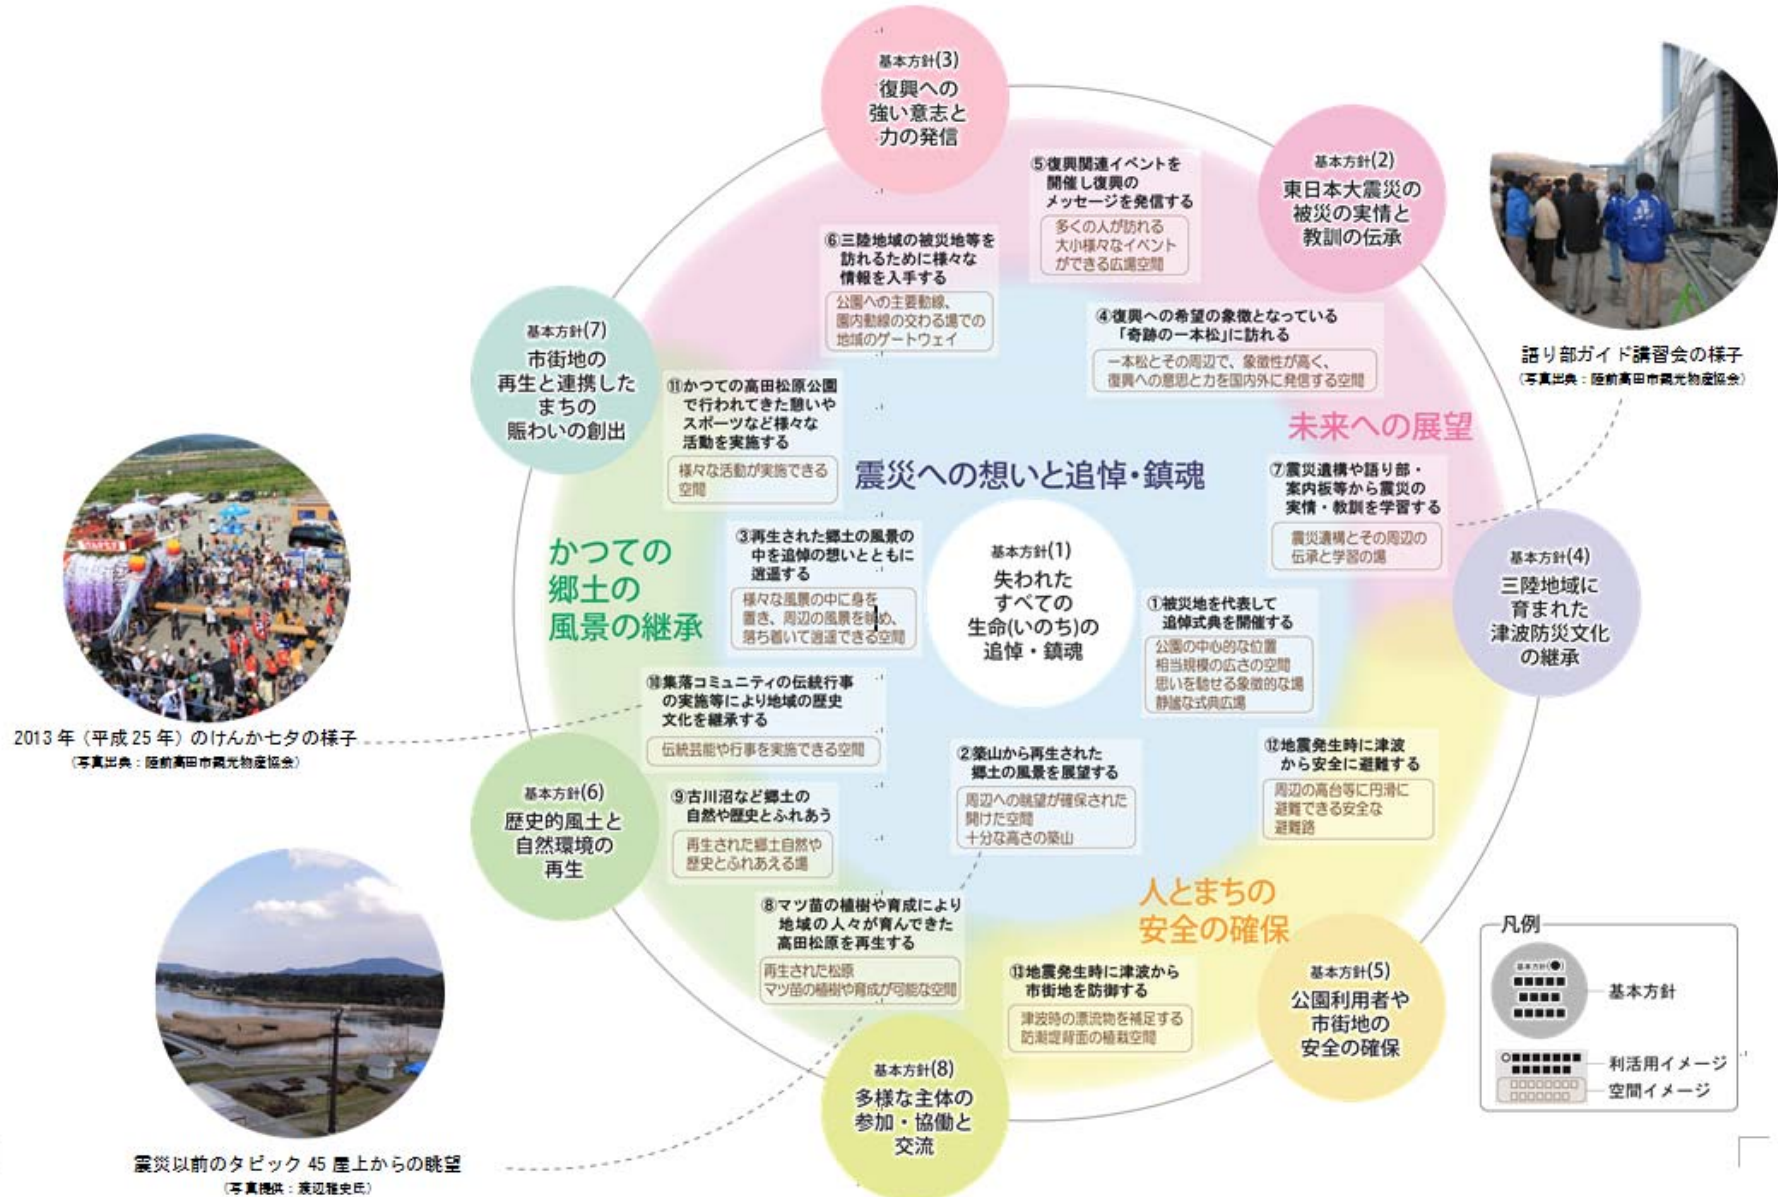 基本方針(3)
復興への
強い意志と
力の発信
基本方針(2)
東日本大震災の
被災の実情と
教訓の伝承
⑤復興関連イベントを
開催し復興の
メッセージを発信する
多くの人が訪れる
大小様々なイベント
ができる広場空間
⑥三陸地域の被災地等を
訪れるために様々な
情報を入手する
公園への主要動線、
園内動線の交わる場での
地域のゲートウェイ
④復興への希望の象徴となっている
「奇跡の一本松」に訪れる
一本松とその周辺で、象徴性が高く、
復興への意思と力を国内外に発信する空間
語り部ガイド講習会の様子
（写真出典：陸前高田市観光物産協会）
基本方針(7)
市街地の
再生と連携した
まちの
賑わいの創出
⑪かつての高田松原公園
で行われてきた憩いや
スポーツなど様々な
活動を実施する
様々な活動が実施できる
空間
未来への展望
震災への想いと追悼・鎮魂
⑦震災遺構や語り部・
案内板等から震災の
実情・教訓を学習する
震災遺構とその周辺の
伝承と学習の場
かつての
郷土の
風景の継承
③再生された郷土の風景の
中を追悼の想いとともに
逍遥する
様々な風景の中に身を
置き、周辺の風景を眺め、
落ち着いて逍遥できる空間
基本方針(1)
失われた
すべての
生命(いのち)の
追悼・鎮魂
①被災地を代表して
追悼式典を開催する
公園の中心的な位置
相当規模の広さの空間
思いを馳せる象徴的な場
静謐な式典広場
基本方針(4)
三陸地域に
育まれた
津波防災文化
の継承
2013年（平成25年）のけんか七夕の様子
（写真出典：陸前高田市観光物産協会）
⑩集落コミュニティの伝統行事
の実施等により地域の歴史
文化を継承する
伝統芸能や行事を実施できる空間
②築山から再生された
郷土の風景を展望する
周辺への眺望が確保された
開けた空間
十分な高さの築山
⑫地震発生時に津波
から安全に避難する
周辺の高台等に円滑に
避難できる安全な
避難路
基本方針(6)
歴史的風土と
自然環境の
再生
⑨古川沼など郷土の
自然や歴史とふれあう
再生された郷土自然や
歴史とふれあえる場
⑧マツ苗の植樹や育成により
地域の人々が育んできた
高田松原を再生する
再生された松原
マツ苗の植樹や育成が可能な空間
人とまちの
安全の確保
⑬地震発生時に津波から
市街地を防御する
津波時の漂流物を補足する
防潮堤背面の植栽空間
基本方針(5)
公園利用者や
市街地の
安全の確保
基本方針(8)
多様な主体の
参加・協働と
交流
震災以前のタピック45屋上からの眺望
（写真提供：渡辺雅史氏）
凡例
基本方針(●)
■■■■■
■■■■
■■■■■
基本方針
○■■■■■■■
■■■■■■
利活用イメージ
□□□□□□□□
□□□□□□□
空間イメージ